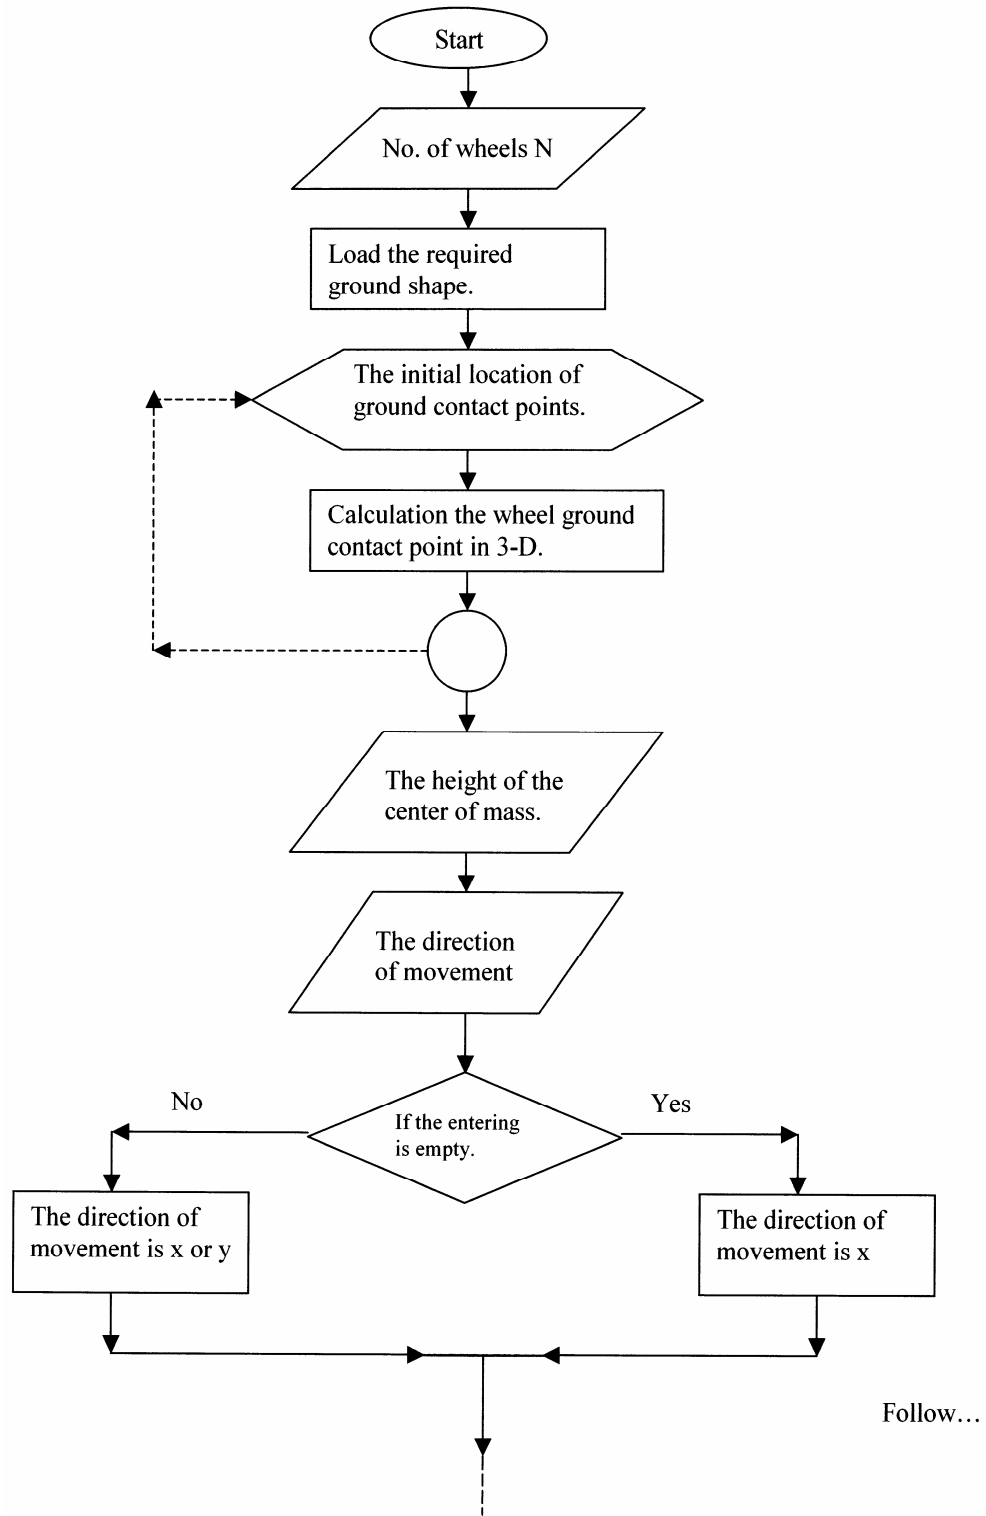 Start
No. of wheels N
Load the required
ground shape.
The initial location of
ground contact points.
Calculation the wheel ground
contact point in 3-D.
The height of the
center of mass.
The direction
of movement
If the entering
is empty.
No
Yes
The direction of
movement is x or y
The direction of
movement is x
Follow...